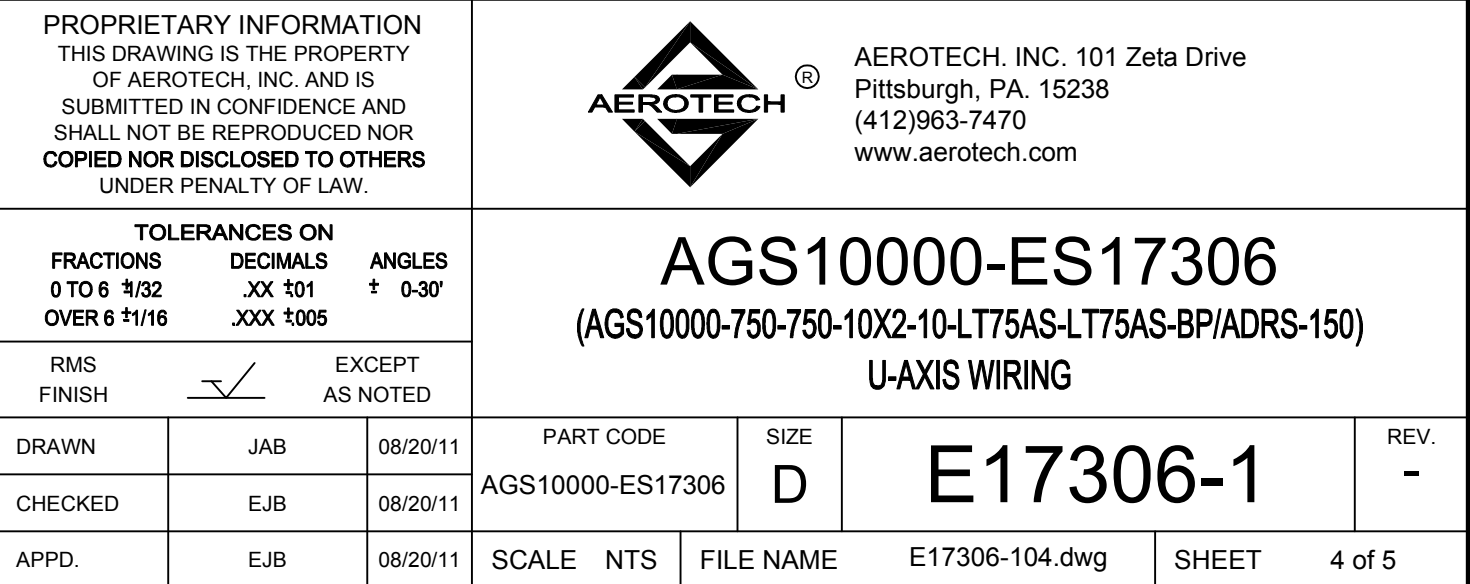 PROPRIETARY INFORMATION
THIS DRAWING IS THE PROPERTY
OF AEROTECH, INC. AND IS
SUBMITTED IN CONFIDENCE AND
SHALL NOT BE REPRODUCED NOR
COPIED NOR DISCLOSED TO OTHERS
UNDER PENALTY OF LAW.
AEROTECH ®
AEROTECH. INC. 101 Zeta Drive
Pittsburgh, PA. 15238
(412)963-7470
www.aerotech.com
TOLERANCES ON
FRACTIONS DECIMALS ANGLES
0 TO 6 ±1/32 .XX ±.01 ± 0-30'
OVER 6 ±1/16 .XXX ±.005
RMS EXCEPT
FINISH AS NOTED
AGS10000-ES17306
(AGS10000-750-750-10X2-10-LT75AS-LT75AS-BP/ADRS-150)
U-AXIS WIRING
DRAWN JAB 08/20/11
CHECKED EJB 08/20/11
APPD. EJB 08/20/11
PART CODE
AGS10000-ES17306
SIZE
D
E17306-1
REV.
-
SCALE NTS FILE NAME E17306-104.dwg SHEET 4 of 5